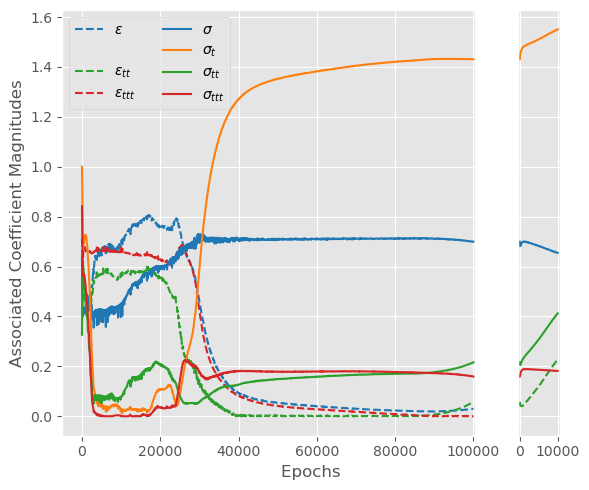 1.6
1.4
1.2
1.0
0.8
0.6
0.4
0.2
0.0
Associated Coefficient Magnitudes
ε
ε_tt
ε_ttt
σ
σ_t
σ_tt
σ_ttt
0 20000 40000 60000 80000 100000 0 10000
Epochs